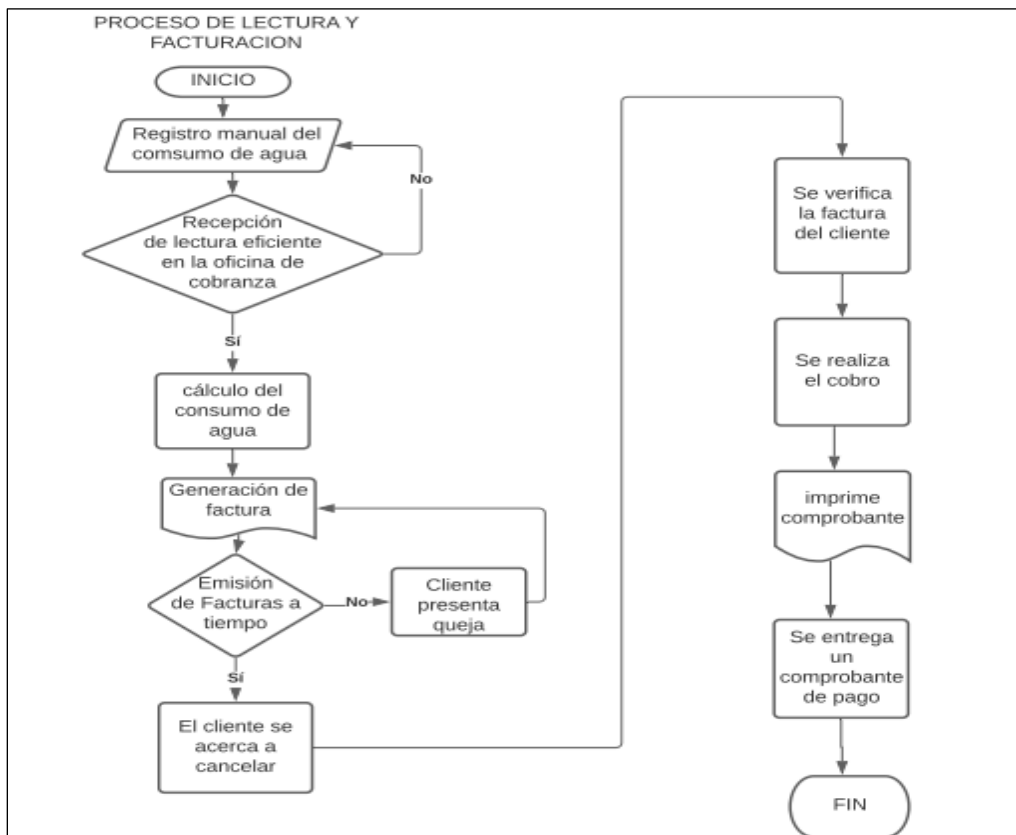 PROCESO DE LECTURA Y
FACTURACION
INICIO
Registro manual del
comsumo de agua
No
Recepción
de lectura eficiente
en la oficina de
cobranza
Sí
cálculo del
consumo de
agua
Generación de
factura
Emisión
de Facturas a
tiempo
No
Cliente
presenta
queja
Sí
El cliente se
acerca a
cancelar
Se verifica
la factura
del cliente
Se realiza
el cobro
imprime
comprobante
Se entrega
un
comprobante
de pago
FIN